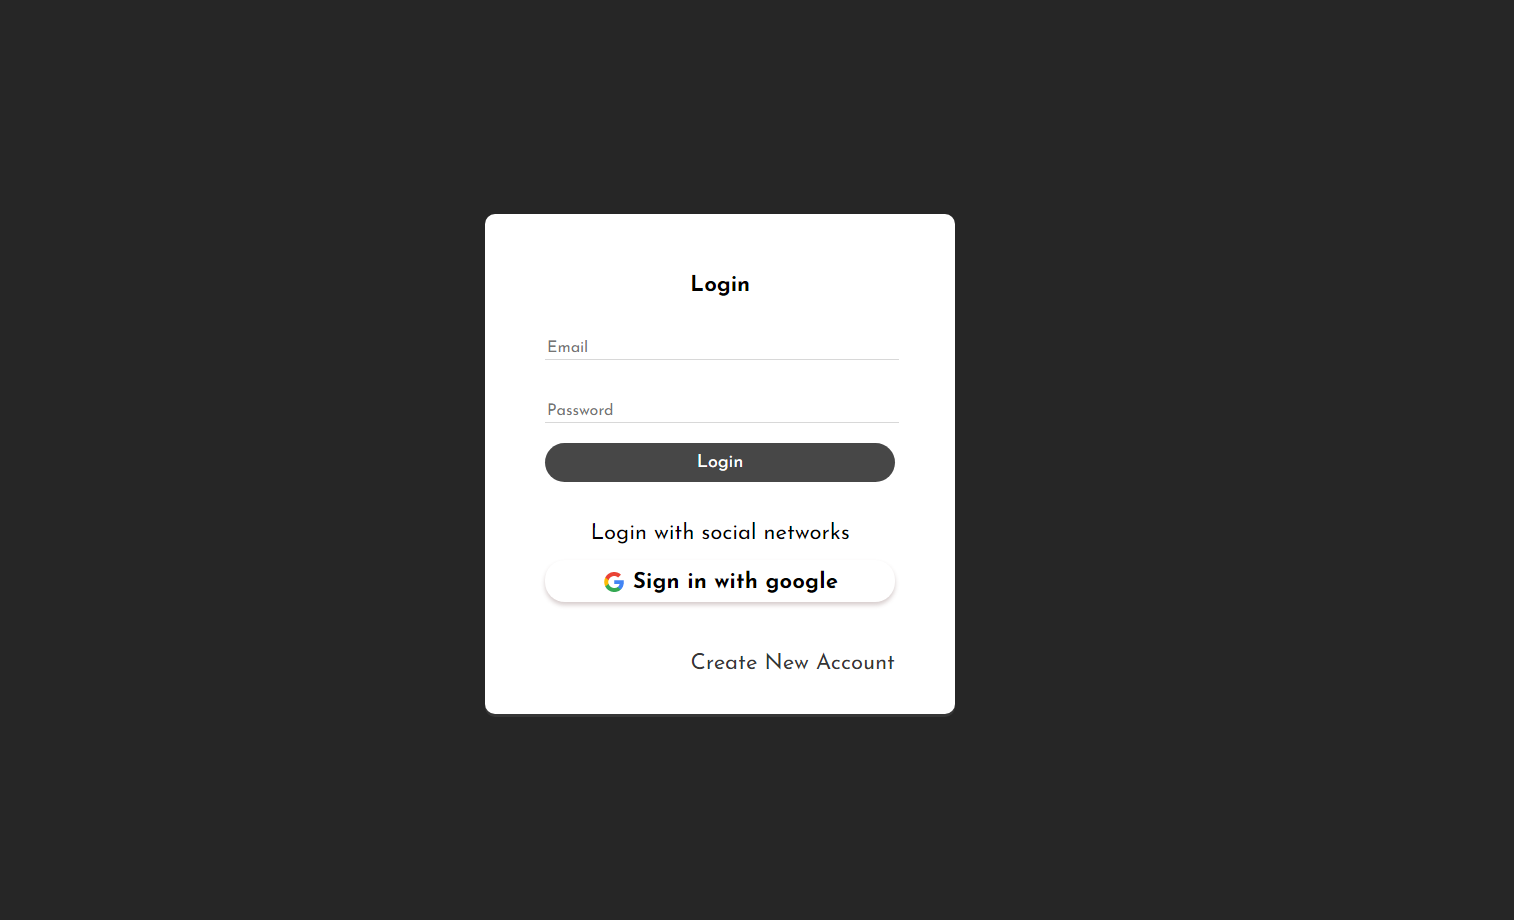 Login
Email
Password
Login
Login with social networks
Sign in with google
Create New Account